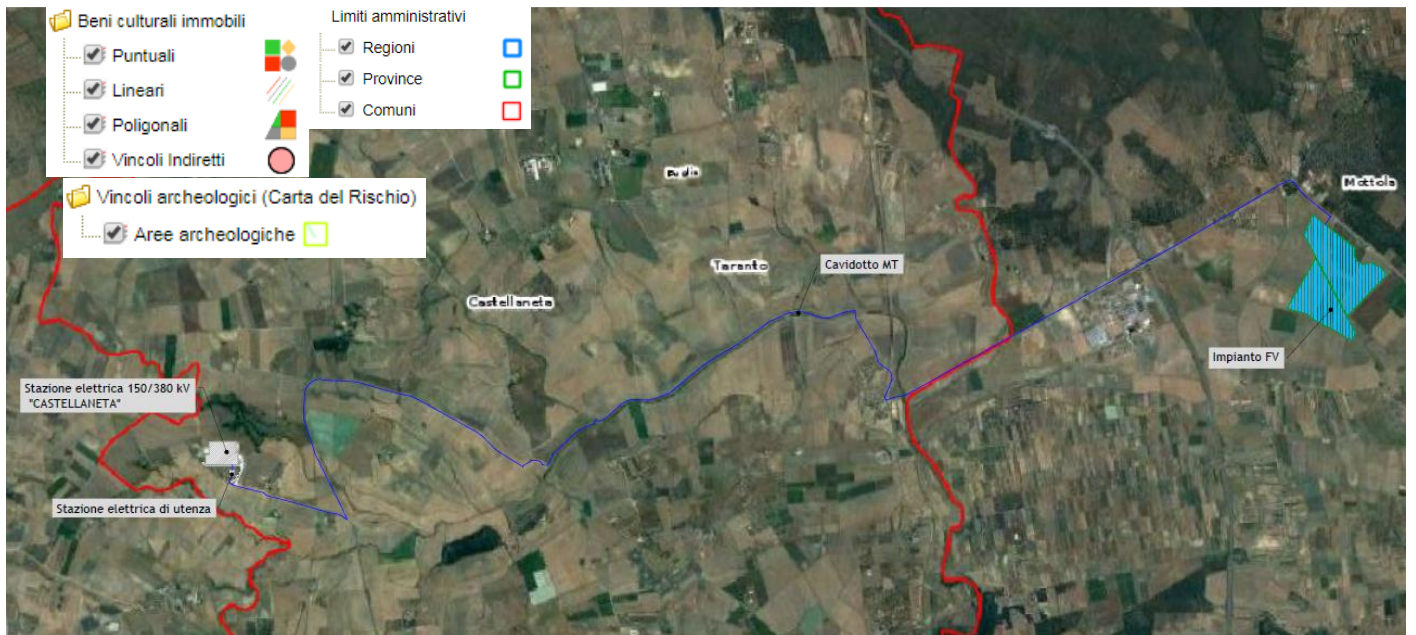 Beni culturali immobili
Puntuali
Lineari
Poligonali
Vincoli Indiretti
Limiti amministrativi
Regioni
Province
Comuni
Vincoli archeologici (Carta del Rischio)
Aree archeologiche
Mottola
Taranto
Cavidotto MT
Castellaneta
Impianto FV
Stazione elettrica 150/380 kV
"CASTELLANETA"
Stazione elettrica di utenza